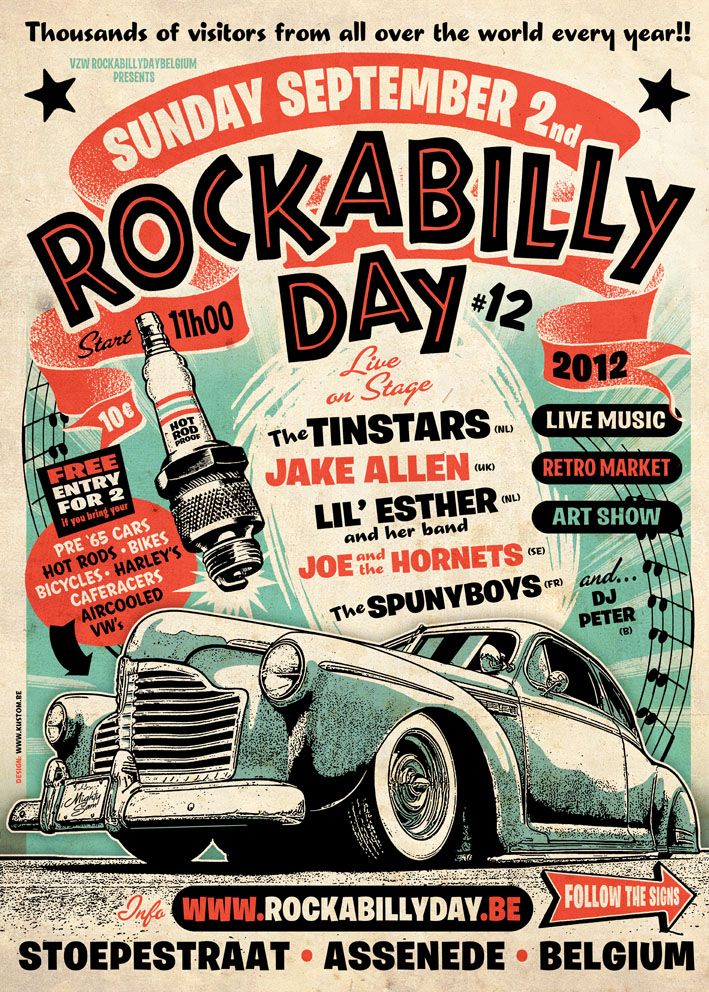 Thousands of visitors from all over the world every year!!
VZW ROCKABILLYDAYBELGIUM
PRESENTS
SUNDAY SEPTEMBER 2nd
ROCKABILLY
DAY #12
Start 11h00
2012
10€
HOT
ROD
PROOF
FREE
ENTRY
FOR 2
if you bring your
PRE '65 CARS
HOT RODS • BIKES
BICYCLES • HARLEY'S
CAFERACERS
AIRCOOLED
VW's
Live
on Stage
The TINSTARS (NL)
JAKE ALLEN (UK)
LIL' ESTHER (NL)
and her band
JOE and the HORNETS (SE)
The SPUNYBOYS (FR)
and...
DJ
PETER
(B)
LIVE MUSIC
RETRO MARKET
ART SHOW
DESIGN: WWW.KUSTOM.BE
Info WWW.ROCKABILLYDAY.BE
FOLLOW THE SIGNS
STOEPESTRAAT • ASSENEDE • BELGIUM